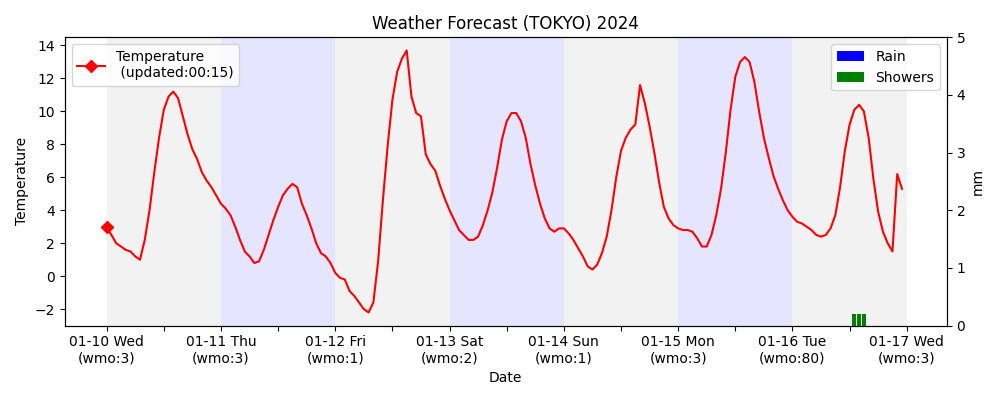 Weather Forecast (TOKYO) 2024
Temperature
(updated:00:15)
Rain
Showers
14
12
10
8
6
4
2
0
−2
Temperature
5
4
3
2
1
0
mm
01-10 Wed
(wmo:3)
01-11 Thu
(wmo:3)
01-12 Fri
(wmo:1)
01-13 Sat
(wmo:2)
01-14 Sun
(wmo:1)
01-15 Mon
(wmo:3)
01-16 Tue
(wmo:80)
01-17 Wed
(wmo:3)
Date